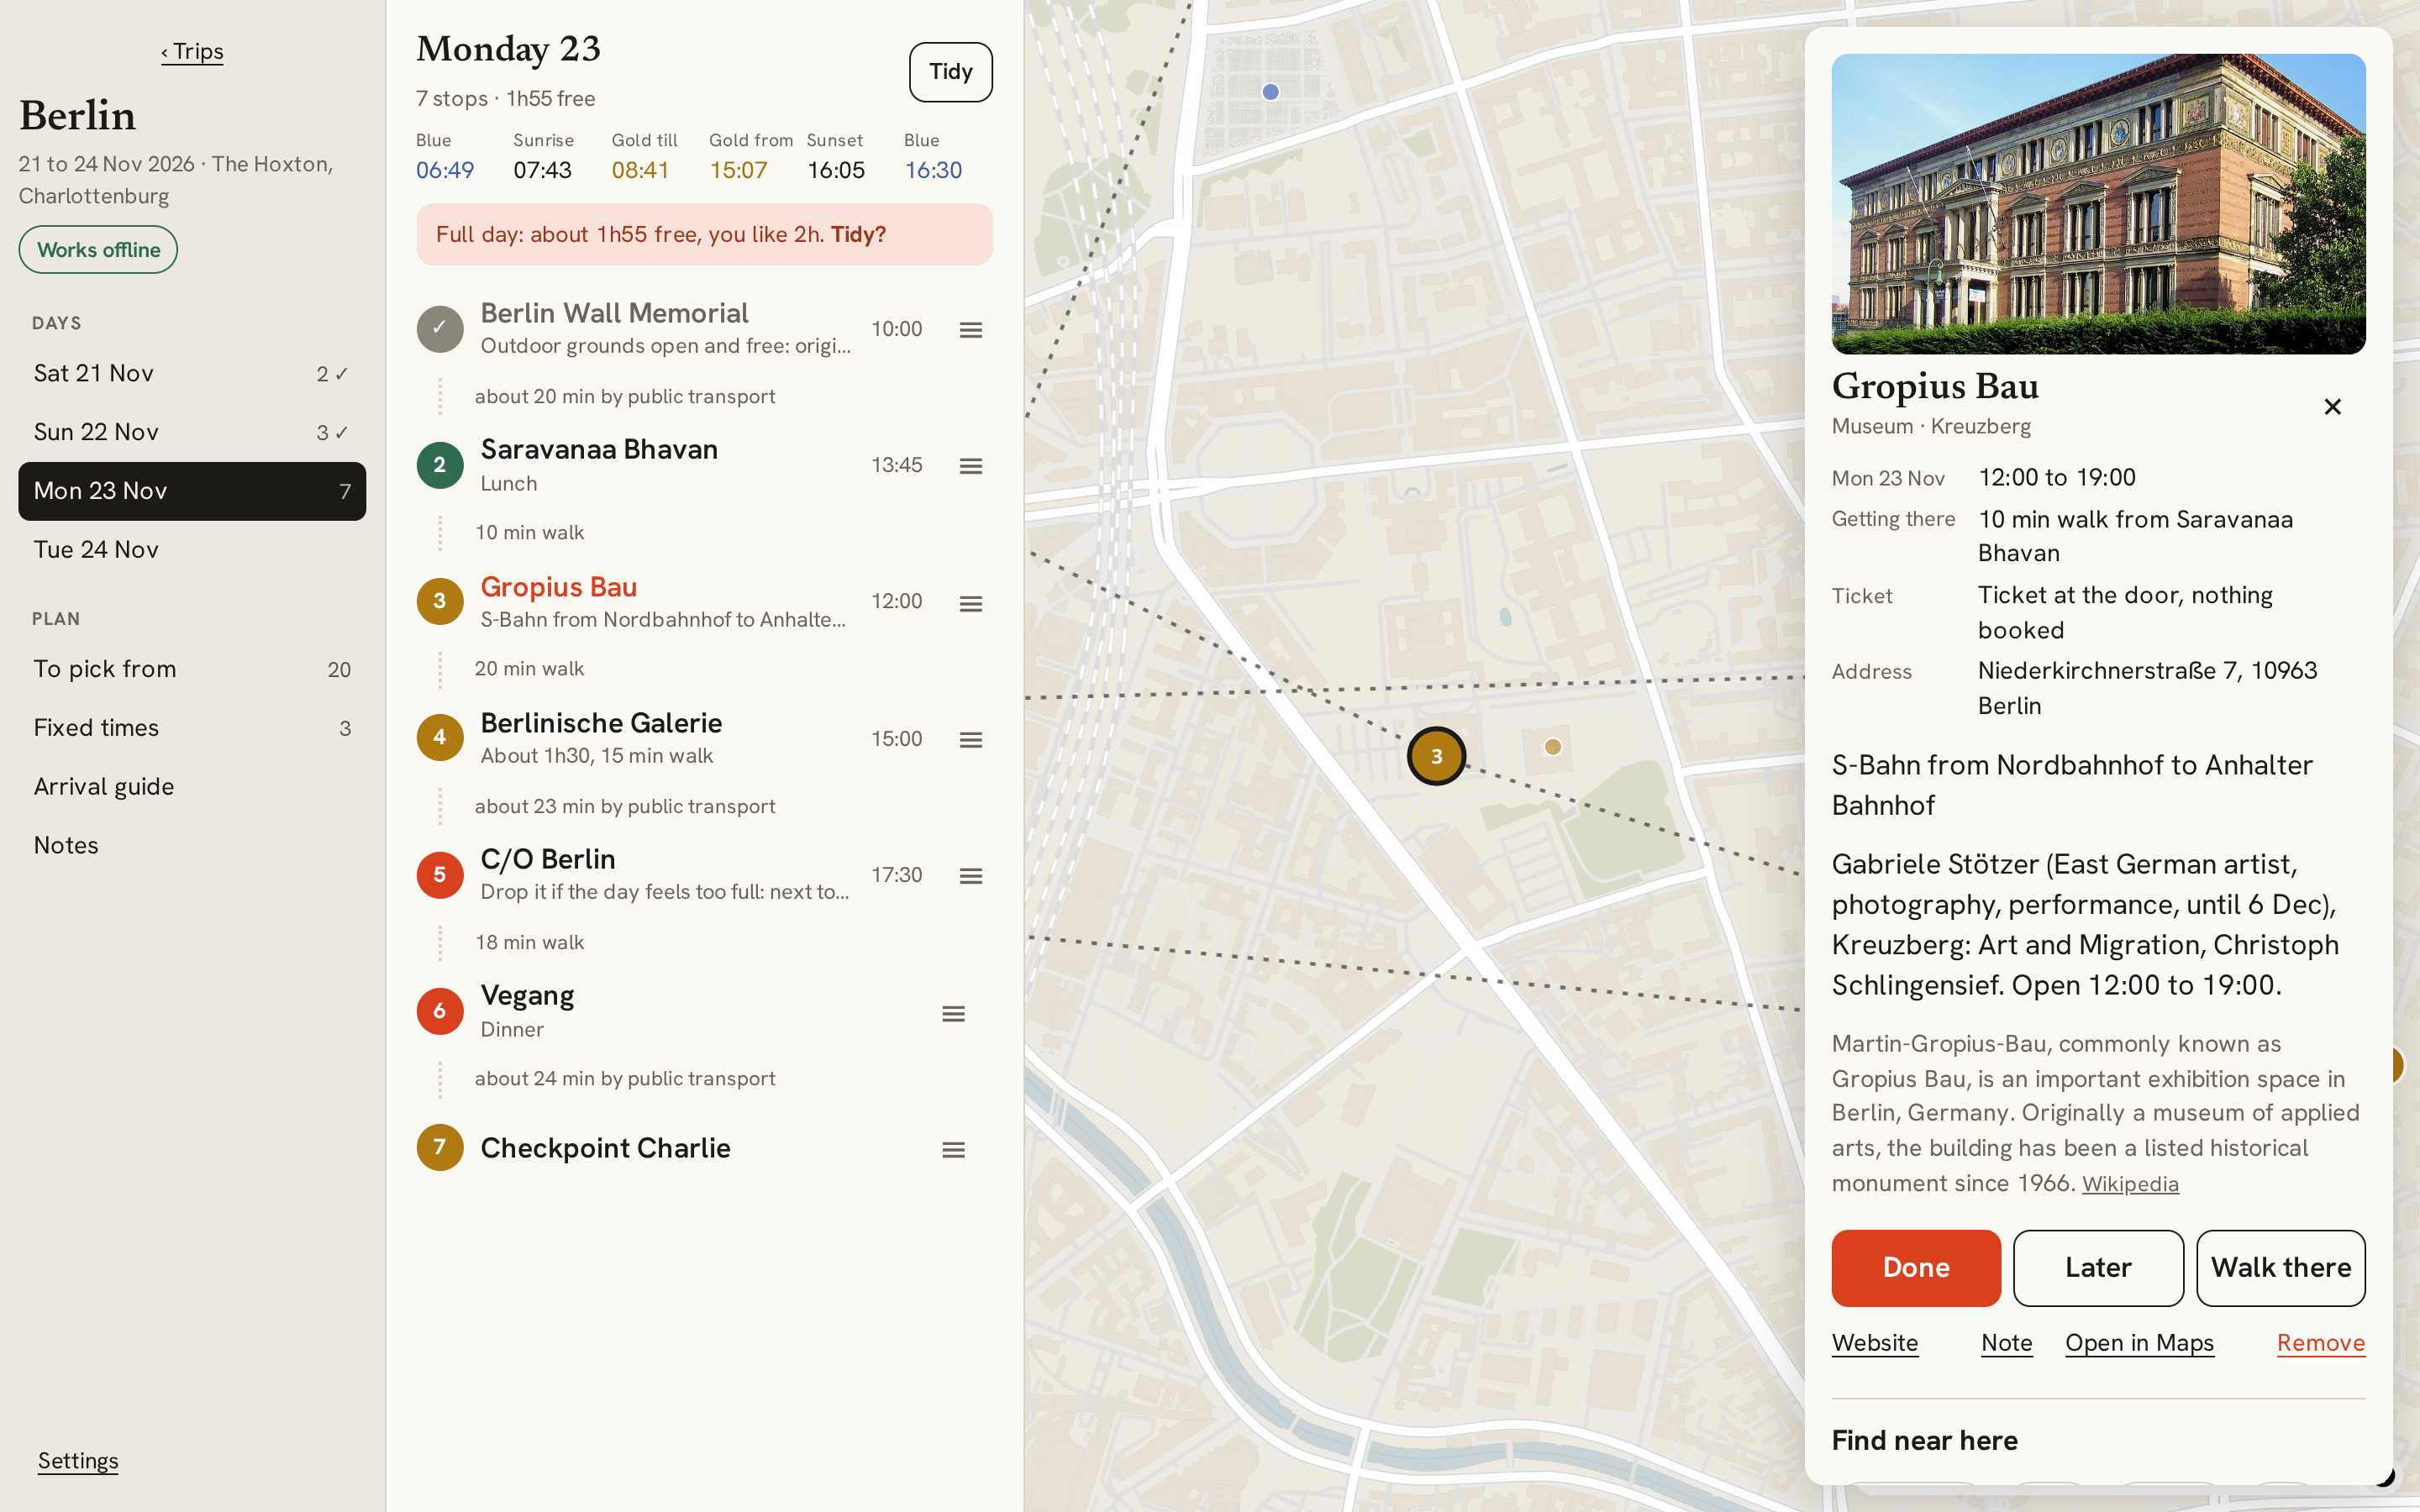 ‹ Trips
Berlin
21 to 24 Nov 2026 · The Hoxton,
Charlottenburg
Works offline
DAYS
Sat 21 Nov 2 ✓
Sun 22 Nov 3 ✓
Mon 23 Nov 7
Tue 24 Nov
PLAN
To pick from 20
Fixed times 3
Arrival guide
Notes
Settings
Monday 23
7 stops · 1h55 free
Tidy
Blue Sunrise Gold till Gold from Sunset Blue
06:49 07:43 08:41 15:07 16:05 16:30
Full day: about 1h55 free, you like 2h. Tidy?
✓ Berlin Wall Memorial 10:00
Outdoor grounds open and free: origi...
about 20 min by public transport
2 Saravanaa Bhavan 13:45
Lunch
10 min walk
3 Gropius Bau 12:00
S-Bahn from Nordbahnhof to Anhalte...
20 min walk
4 Berlinische Galerie 15:00
About 1h30, 15 min walk
about 23 min by public transport
5 C/O Berlin 17:30
Drop it if the day feels too full: next to...
18 min walk
6 Vegang
Dinner
about 24 min by public transport
7 Checkpoint Charlie
3
Gropius Bau
×
Museum · Kreuzberg
Mon 23 Nov 12:00 to 19:00
Getting there 10 min walk from Saravanaa
Bhavan
Ticket Ticket at the door, nothing
booked
Address Niederkirchnerstraße 7, 10963
Berlin
S-Bahn from Nordbahnhof to Anhalter
Bahnhof
Gabriele Stötzer (East German artist,
photography, performance, until 6 Dec),
Kreuzberg: Art and Migration, Christoph
Schlingensief. Open 12:00 to 19:00.
Martin-Gropius-Bau, commonly known as
Gropius Bau, is an important exhibition space in
Berlin, Germany. Originally a museum of applied
arts, the building has been a listed historical
monument since 1966. Wikipedia
Done Later Walk there
Website Note Open in Maps Remove
Find near here